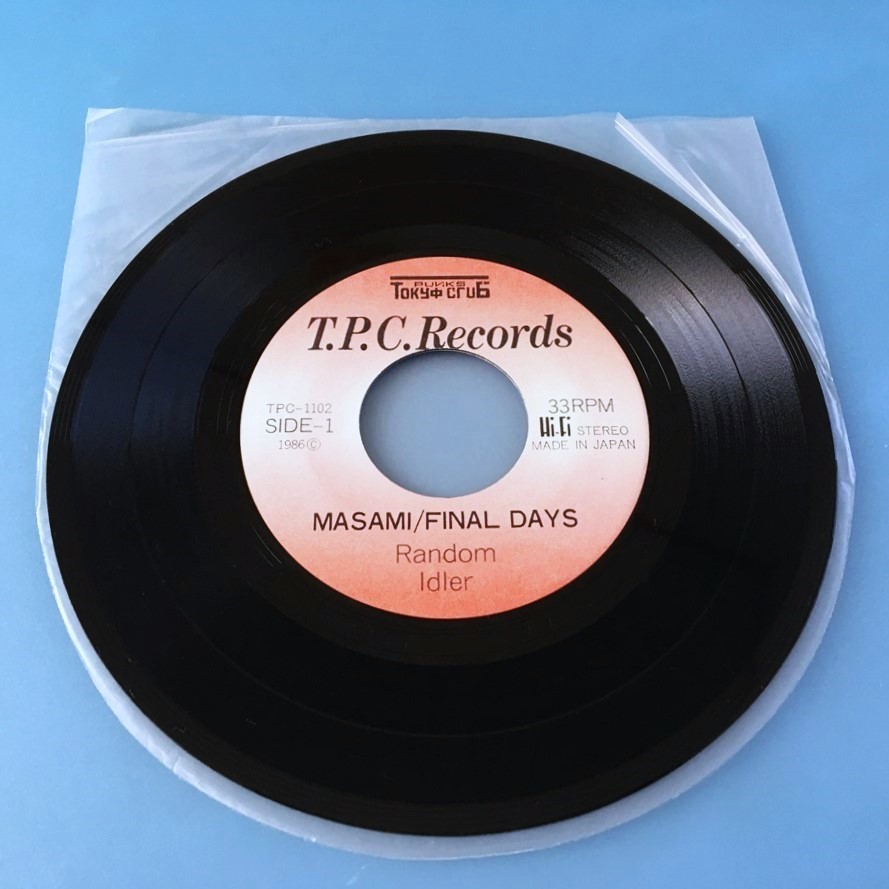 PUNKS
TOKYO CLUB
T.P.C.Records
TPC-1102
SIDE-1
1986Ⓒ
33RPM
Hi-Fi STEREO
MADE IN JAPAN
MASAMI/FINAL DAYS
Random
Idler